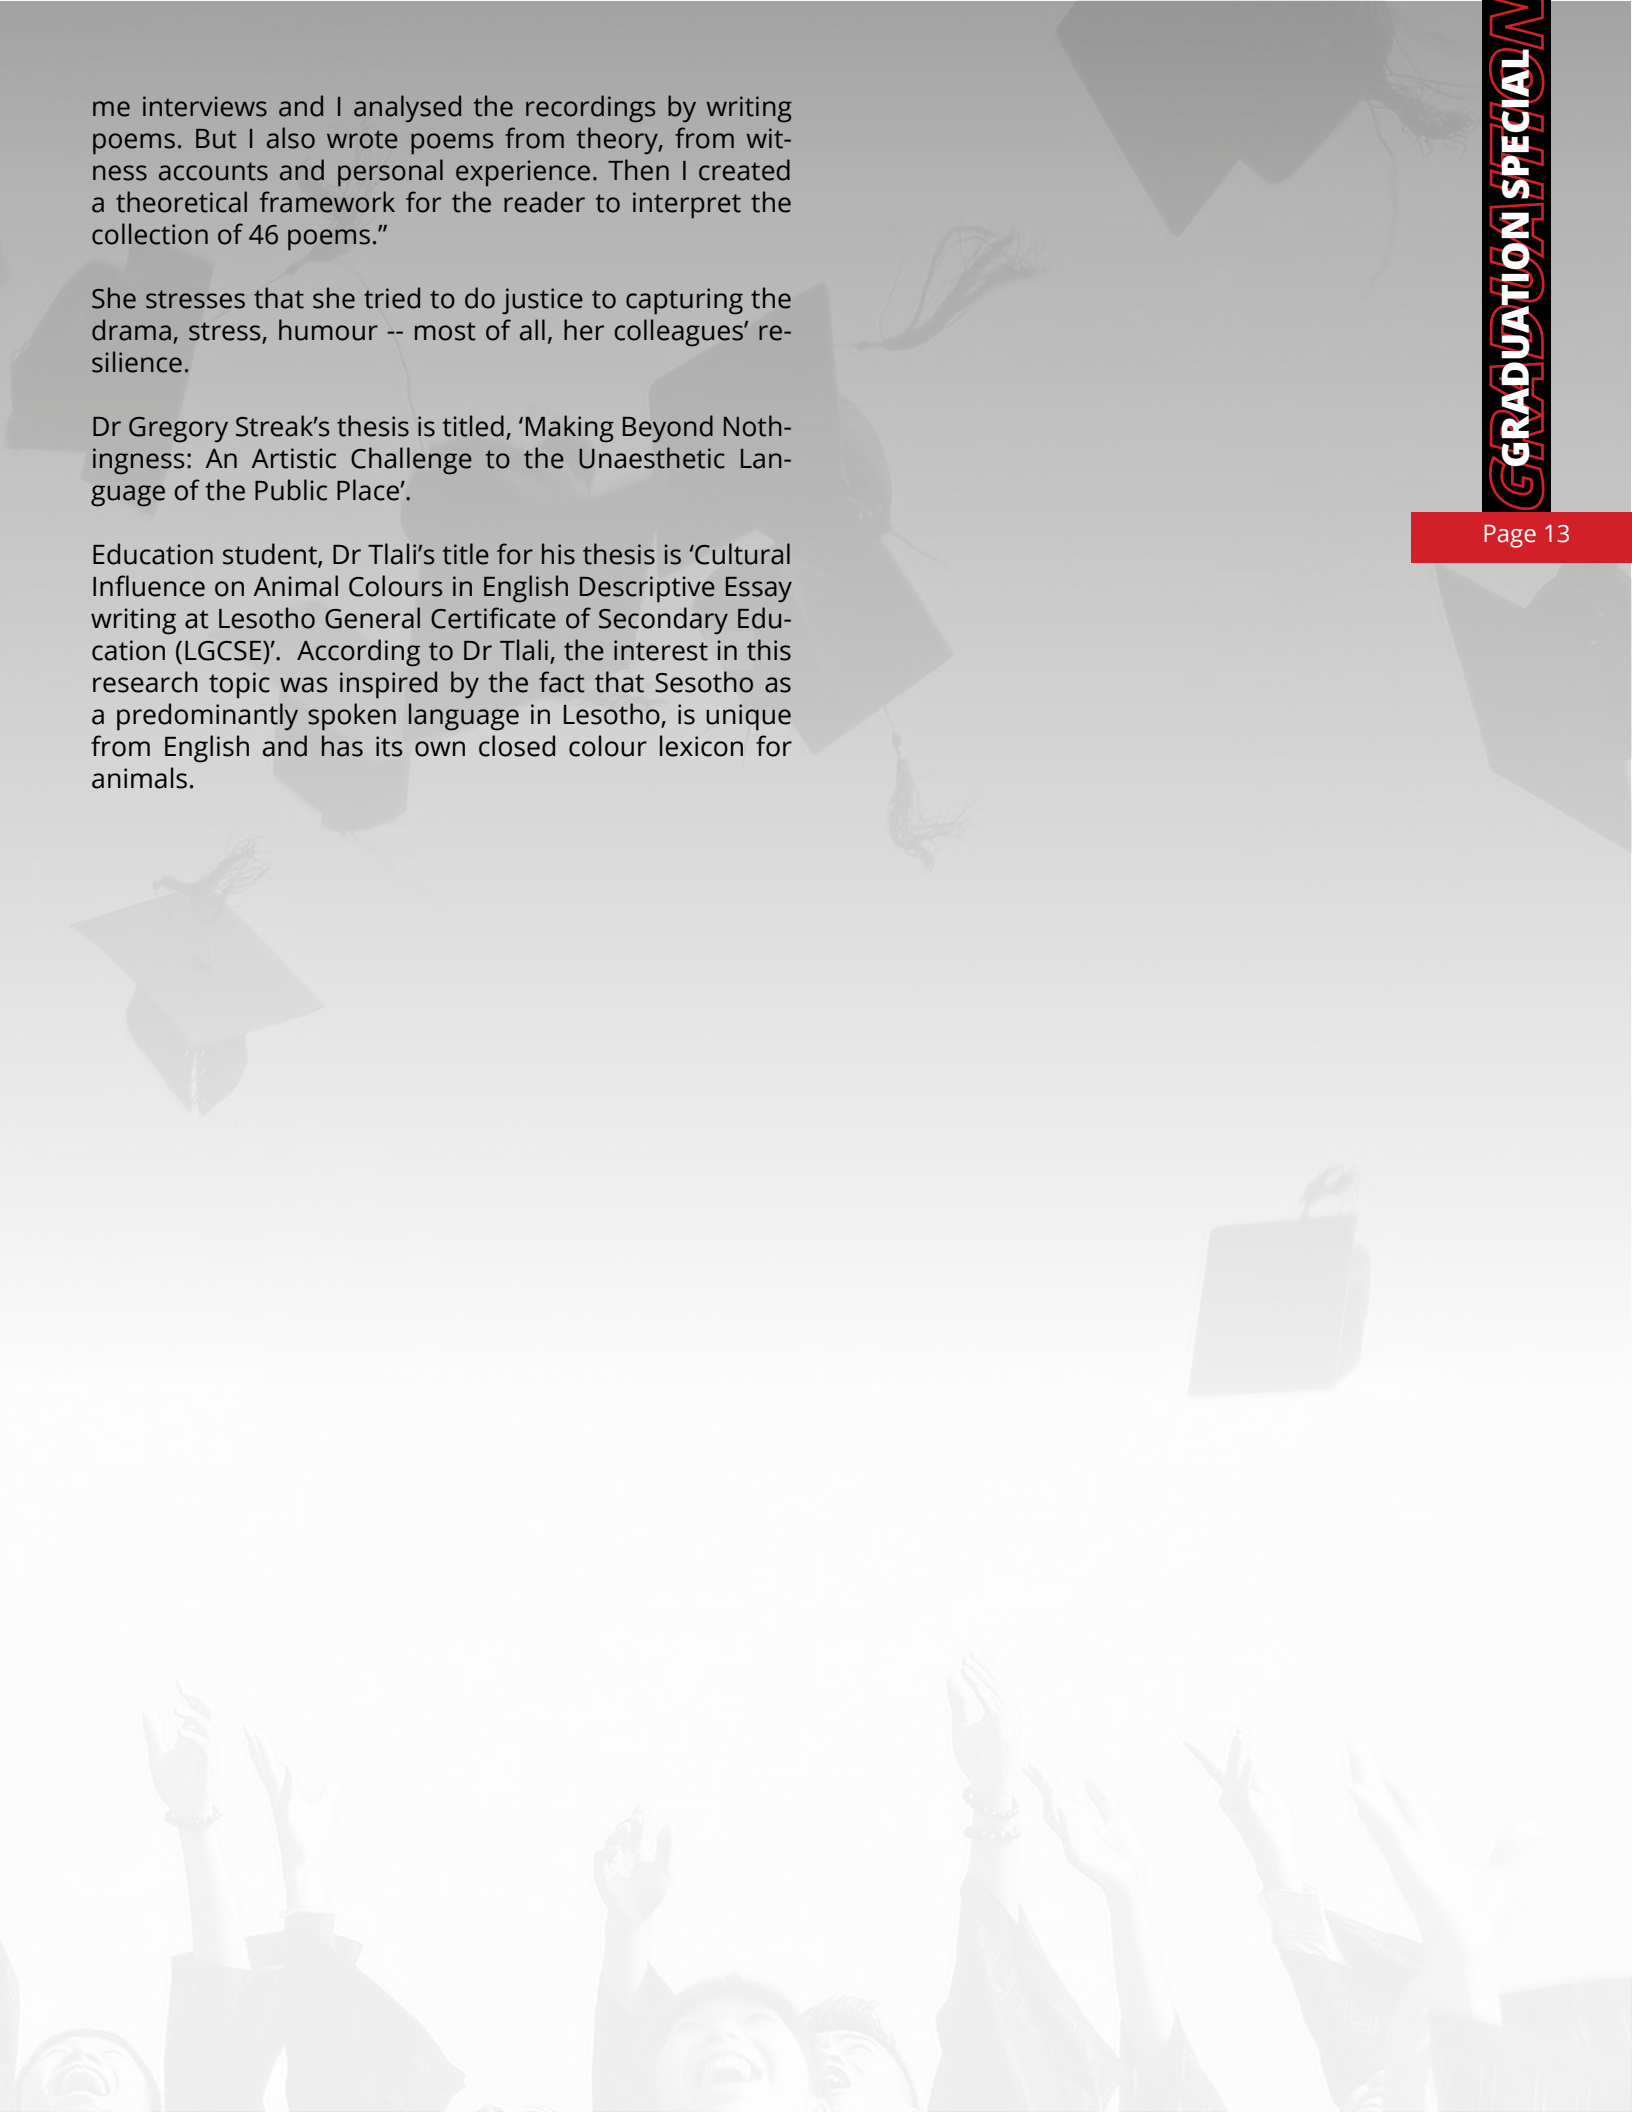 me interviews and I analysed the recordings by writing
poems. But I also wrote poems from theory, from wit-
ness accounts and personal experience. Then I created
a theoretical framework for the reader to interpret the
collection of 46 poems.”
She stresses that she tried to do justice to capturing the
drama, stress, humour -- most of all, her colleagues’ re-
silience.
Dr Gregory Streak’s thesis is titled, ‘Making Beyond Noth-
ingness: An Artistic Challenge to the Unaesthetic Lan-
guage of the Public Place’.
Education student, Dr Tlali’s title for his thesis is ‘Cultural
Influence on Animal Colours in English Descriptive Essay
writing at Lesotho General Certificate of Secondary Edu-
cation (LGCSE)’.  According to Dr Tlali, the interest in this
research topic was inspired by the fact that Sesotho as
a predominantly spoken language in Lesotho, is unique
from English and has its own closed colour lexicon for
animals.
GRADUATION
GRADUATION SPECIAL
Page 13